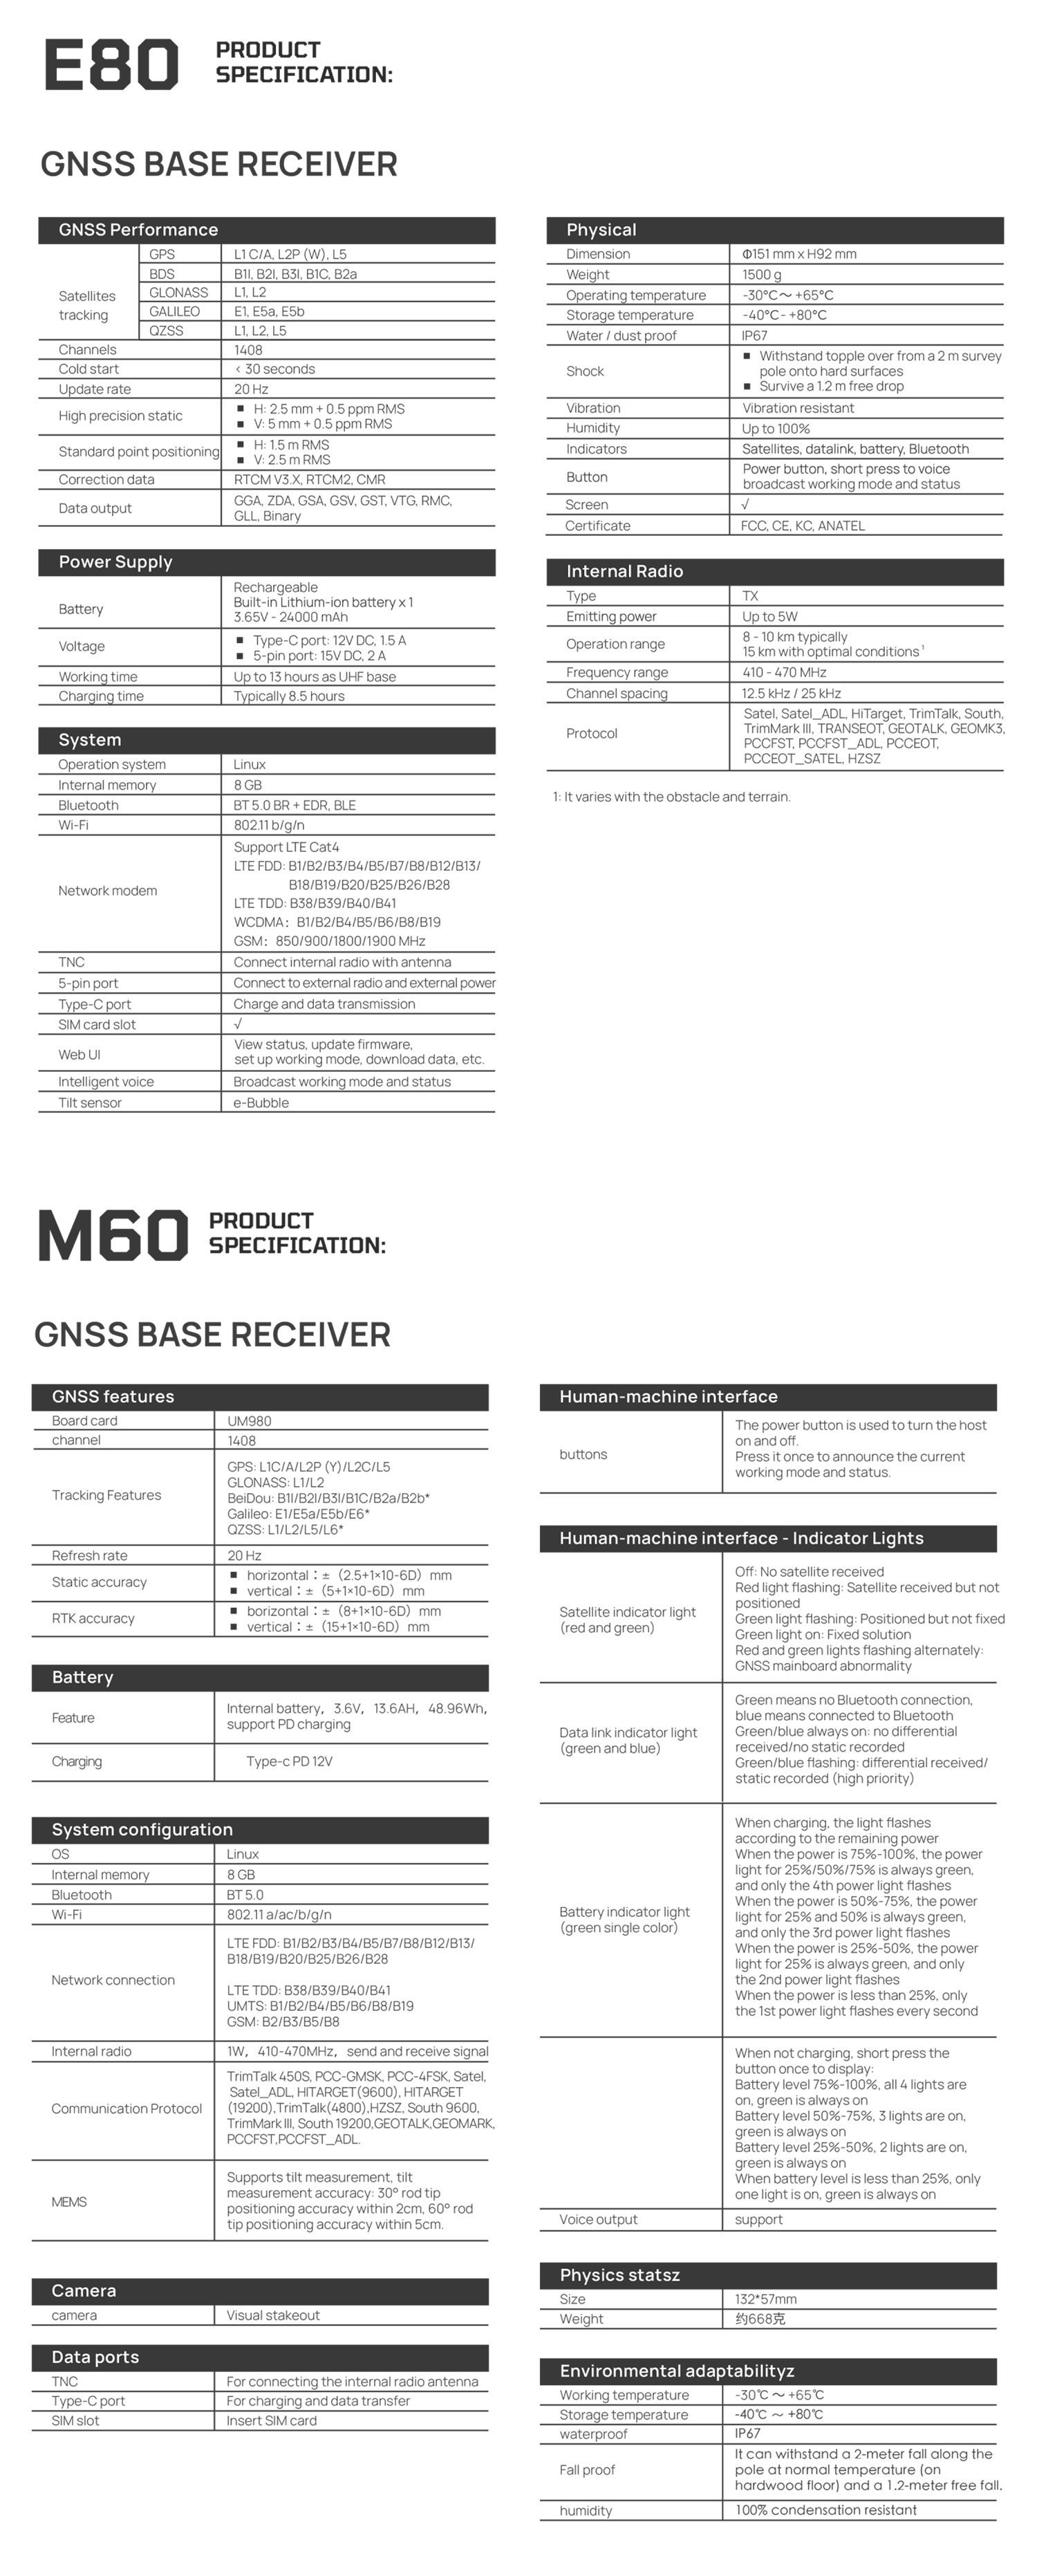 E80 PRODUCT
SPECIFICATION:
GNSS BASE RECEIVER
GNSS Performance
Satellites
tracking
GPS L1 C/A, L2P (W), L5
BDS B1I, B2I, B3I, B1C, B2a
GLONASS L1, L2
GALILEO E1, E5a, E5b
QZSS L1, L2, L5
Channels 1408
Cold start < 30 seconds
Update rate 20 Hz
High precision static
■ H: 2.5 mm + 0.5 ppm RMS
■ V: 5 mm + 0.5 ppm RMS
Standard point positioning
■ H: 1.5 m RMS
■ V: 2.5 m RMS
Correction data RTCM V3.X, RTCM2, CMR
Data output
GGA, ZDA, GSA, GSV, GST, VTG, RMC,
GLL, Binary
Power Supply
Battery
Rechargeable
Built-in Lithium-ion battery x 1
3.65V - 24000 mAh
Voltage
■ Type-C port: 12V DC, 1.5 A
■ 5-pin port: 15V DC, 2 A
Working time Up to 13 hours as UHF base
Charging time Typically 8.5 hours
System
Operation system Linux
Internal memory 8 GB
Bluetooth BT 5.0 BR + EDR, BLE
Wi-Fi 802.11 b/g/n
Network modem
Support LTE Cat4
LTE FDD: B1/B2/B3/B4/B5/B7/B8/B12/B13/
B18/B19/B20/B25/B26/B28
LTE TDD: B38/B39/B40/B41
WCDMA: B1/B2/B4/B5/B6/B8/B19
GSM: 850/900/1800/1900 MHz
TNC Connect internal radio with antenna
5-pin port Connect to external radio and external power
Type-C port Charge and data transmission
SIM card slot √
Web UI
View status, update firmware,
set up working mode, download data, etc.
Intelligent voice Broadcast working mode and status
Tilt sensor e-Bubble
Physical
Dimension Φ151 mm x H92 mm
Weight 1500 g
Operating temperature -30°C～ +65°C
Storage temperature -40°C- +80°C
Water / dust proof IP67
Shock
■ Withstand topple over from a 2 m survey
pole onto hard surfaces
■ Survive a 1.2 m free drop
Vibration Vibration resistant
Humidity Up to 100%
Indicators Satellites, datalink, battery, Bluetooth
Button
Power button, short press to voice
broadcast working mode and status
Screen √
Certificate FCC, CE, KC, ANATEL
Internal Radio
Type TX
Emitting power Up to 5W
Operation range
8 - 10 km typically
15 km with optimal conditions ¹
Frequency range 410 - 470 MHz
Channel spacing 12.5 kHz / 25 kHz
Protocol
Satel, Satel_ADL, HiTarget, TrimTalk, South,
TrimMark III, TRANSEOT, GEOTALK, GEOMK3,
PCCFST, PCCFST_ADL, PCCEOT,
PCCEOT_SATEL, HZSZ
1: It varies with the obstacle and terrain.
M60 PRODUCT
SPECIFICATION:
GNSS BASE RECEIVER
GNSS features
Board card UM980
channel 1408
Tracking Features
GPS: L1C/A/L2P (Y)/L2C/L5
GLONASS: L1/L2
BeiDou: B1I/B2I/B3I/B1C/B2a/B2b*
Galileo: E1/E5a/E5b/E6*
QZSS: L1/L2/L5/L6*
Refresh rate 20 Hz
Static accuracy
■ horizontal：±（2.5+1×10-6D）mm
■ vertical：±（5+1×10-6D）mm
RTK accuracy
■ borizontal：±（8+1×10-6D）mm
■ vertical：±（15+1×10-6D）mm
Battery
Feature
Internal battery，3.6V，13.6AH，48.96Wh,
support PD charging
Charging Type-c PD 12V
System configuration
OS Linux
Internal memory 8 GB
Bluetooth BT 5.0
Wi-Fi 802.11 a/ac/b/g/n
Network connection
LTE FDD: B1/B2/B3/B4/B5/B7/B8/B12/B13/
B18/B19/B20/B25/B26/B28
LTE TDD: B38/B39/B40/B41
UMTS: B1/B2/B4/B5/B6/B8/B19
GSM: B2/B3/B5/B8
Internal radio 1W，410-470MHz，send and receive signal
Communication Protocol
TrimTalk 450S, PCC-GMSK, PCC-4FSK, Satel,
Satel_ADL, HITARGET(9600), HITARGET
(19200),TrimTalk(4800),HZSZ, South 9600,
TrimMark III, South 19200,GEOTALK,GEOMARK,
PCCFST,PCCFST_ADL.
MEMS
Supports tilt measurement, tilt
measurement accuracy: 30° rod tip
positioning accuracy within 2cm, 60° rod
tip positioning accuracy within 5cm.
Camera
camera Visual stakeout
Data ports
TNC For connecting the internal radio antenna
Type-C port For charging and data transfer
SIM slot Insert SIM card
Human-machine interface
buttons
The power button is used to turn the host
on and off.
Press it once to announce the current
working mode and status.
Human-machine interface - Indicator Lights
Satellite indicator light
(red and green)
Off: No satellite received
Red light flashing: Satellite received but not
positioned
Green light flashing: Positioned but not fixed
Green light on: Fixed solution
Red and green lights flashing alternately:
GNSS mainboard abnormality
Data link indicator light
(green and blue)
Green means no Bluetooth connection,
blue means connected to Bluetooth
Green/blue always on: no differential
received/no static recorded
Green/blue flashing: differential received/
static recorded (high priority)
Battery indicator light
(green single color)
When charging, the light flashes
according to the remaining power
When the power is 75%-100%, the power
light for 25%/50%/75% is always green,
and only the 4th power light flashes
When the power is 50%-75%, the power
light for 25% and 50% is always green,
and only the 3rd power light flashes
When the power is 25%-50%, the power
light for 25% is always green, and only
the 2nd power light flashes
When the power is less than 25%, only
the 1st power light flashes every second
When not charging, short press the
button once to display:
Battery level 75%-100%, all 4 lights are
on, green is always on
Battery level 50%-75%, 3 lights are on,
green is always on
Battery level 25%-50%, 2 lights are on,
green is always on
When battery level is less than 25%, only
one light is on, green is always on
Voice output support
Physics statsz
Size 132*57mm
Weight 约668克
Environmental adaptabilityz
Working temperature -30℃ ～ +65℃
Storage temperature -40℃ ～ +80℃
waterproof IP67
Fall proof
It can withstand a 2-meter fall along the
pole at normal temperature (on
hardwood floor) and a 1.2-meter free fall.
humidity 100% condensation resistant